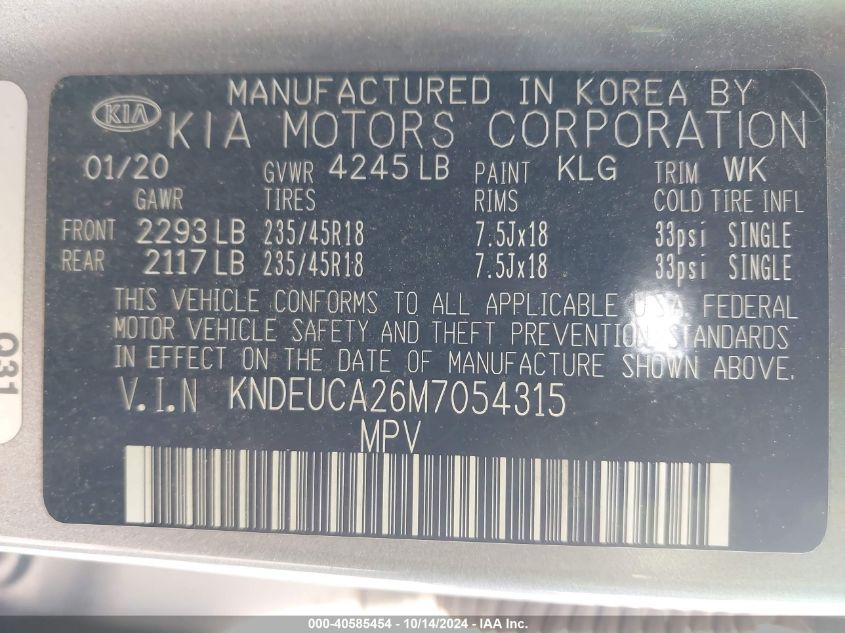 MANUFACTURED IN KOREA BY
KIA KIA MOTORS CORPORATION
01/20 GVWR 4245 LB PAINT KLG TRIM WK
GAWR TIRES RIMS COLD TIRE INFL
FRONT 2293 LB 235/45R18 7.5Jx18 33psi SINGLE
REAR 2117 LB 235/45R18 7.5Jx18 33psi SINGLE
THIS VEHICLE CONFORMS TO ALL APPLICABLE U.S.A. FEDERAL
MOTOR VEHICLE SAFETY AND THEFT PREVENTION STANDARDS
IN EFFECT ON THE DATE OF MANUFACTURE SHOWN ABOVE.
V.I.N KNDEUCA26M7054315
MPV
Q31
000-40585454 - 10/14/2024 - IAA Inc.